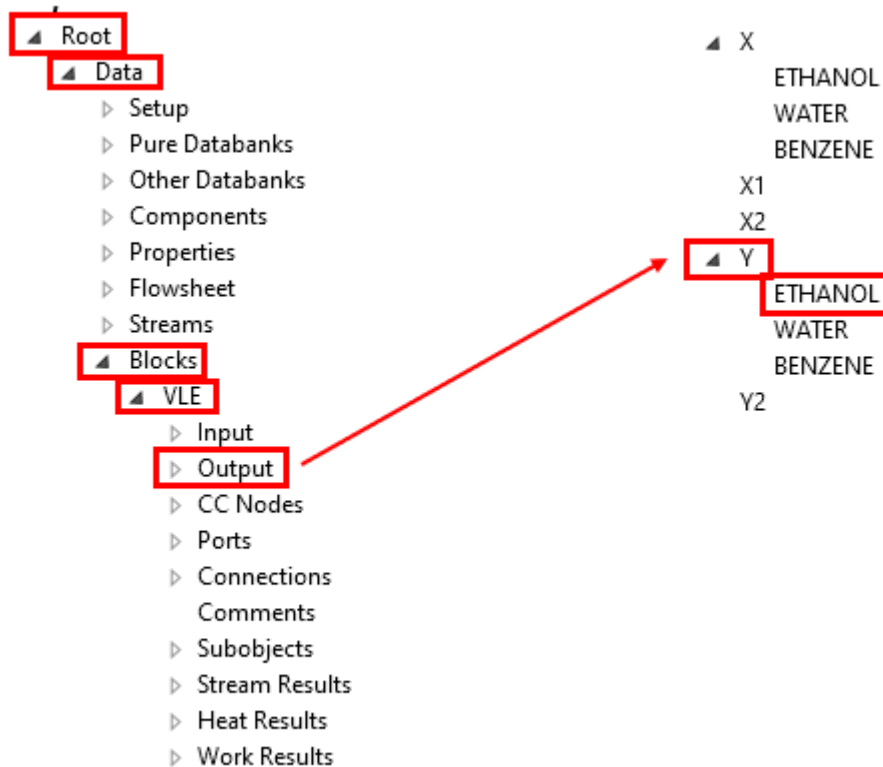 Root
Data
Setup
Pure Databanks
Other Databanks
Components
Properties
Flowsheet
Streams
Blocks
VLE
Input
Output
CC Nodes
Ports
Connections
Comments
Subobjects
Stream Results
Heat Results
Work Results
X
ETHANOL
WATER
BENZENE
X1
X2
Y
ETHANOL
WATER
BENZENE
Y2